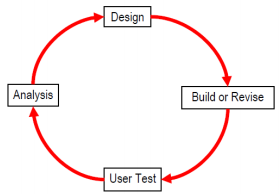 Design
Build or Revise
User Test
Analysis